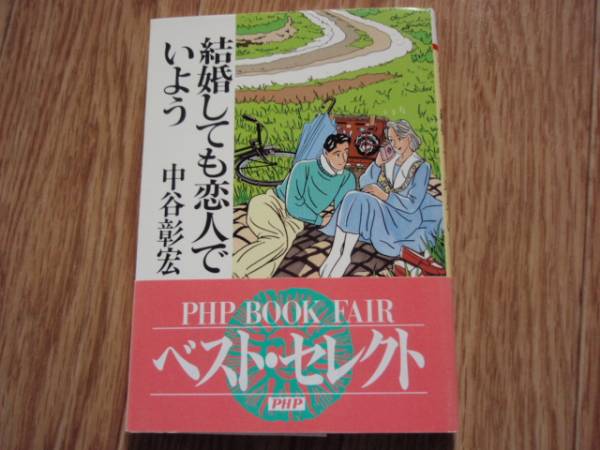 結婚しても恋人で
いよう
中谷彰宏
PHP BOOK FAIR
ベスト・セレクト
PHP